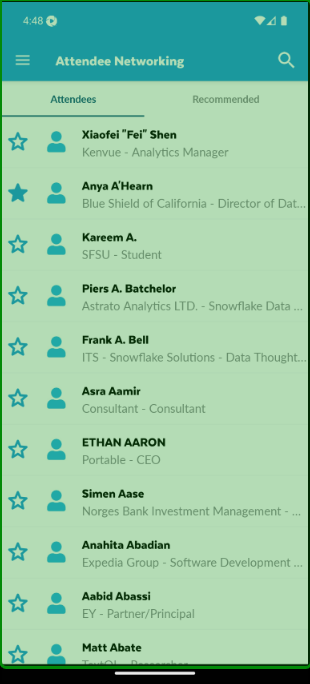 4:48
Attendee Networking
Attendees
Recommended
Xiaofei "Fei" Shen
Kenvue - Analytics Manager
Anya A'Hearn
Blue Shield of California - Director of Dat...
Kareem A.
SFSU - Student
Piers A. Batchelor
Astrato Analytics LTD. - Snowflake Data ...
Frank A. Bell
ITS - Snowflake Solutions - Data Thought...
Asra Aamir
Consultant - Consultant
ETHAN AARON
Portable - CEO
Simen Aase
Norges Bank Investment Management - ...
Anahita Abadian
Expedia Group - Software Development ...
Aabid Abassi
EY - Partner/Principal
Matt Abate